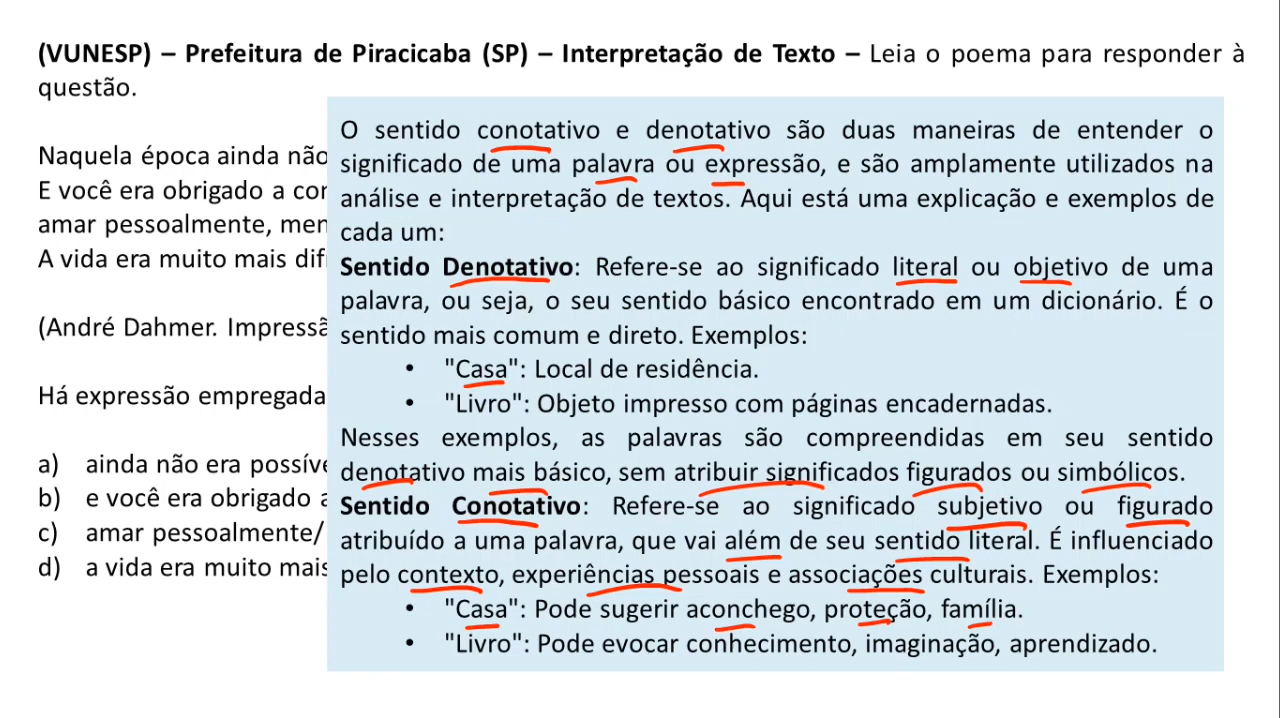 (VUNESP) – Prefeitura de Piracicaba (SP) – Interpretação de Texto – Leia o poema para responder à
questão.
Naquela época ainda não
E você era obrigado a
amar pessoalmente,
A vida era muito mais
(André Dahmer.
Há expressão empregada
a) ainda não era
b) e você era obrigado
c) amar pessoalmente/
d) a vida era muito mais
O sentido conotativo e denotativo são duas maneiras de entender o
significado de uma palavra ou expressão, e são amplamente utilizados na
análise e interpretação de textos. Aqui está uma explicação e exemplos de
cada um:
Sentido Denotativo: Refere-se ao significado literal ou objetivo de uma
palavra, ou seja, o seu sentido básico encontrado em um dicionário. É o
sentido mais comum e direto. Exemplos:
• "Casa": Local de residência.
• "Livro": Objeto impresso com páginas encadernadas.
Nesses exemplos, as palavras são compreendidas em seu sentido
denotativo mais básico, sem atribuir significados figurados ou simbólicos.
Sentido Conotativo: Refere-se ao significado subjetivo ou figurado
atribuído a uma palavra, que vai além de seu sentido literal. É influenciado
pelo contexto, experiências pessoais e associações culturais. Exemplos:
• "Casa": Pode sugerir aconchego, proteção, família.
• "Livro": Pode evocar conhecimento, imaginação, aprendizado.